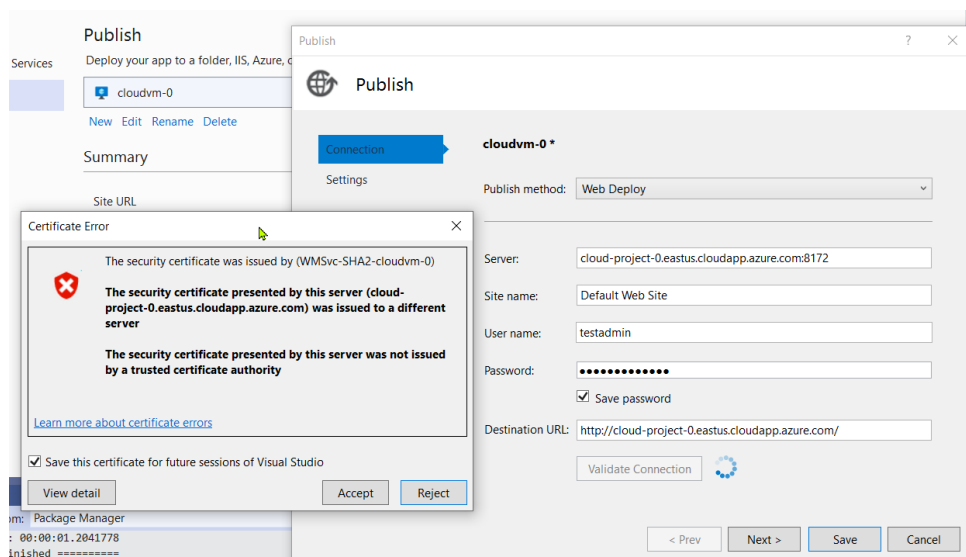 Publish
Services
Deploy your app to a folder, IIS, Azure,
cloudvm-0
New Edit Rename Delete
Summary
Site URL
Publish
?
Publish
Connection
Settings
cloudvm-0 *
Publish method: Web Deploy
Server: cloud-project-0.eastus.cloudapp.azure.com:8172
Site name: Default Web Site
User name: testadmin
Password: •••••••••••••
Save password
Destination URL: http://cloud-project-0.eastus.cloudapp.azure.com/
Validate Connection
< Prev Next > Save Cancel
Certificate Error
The security certificate was issued by (WMSvc-SHA2-cloudvm-0)
The security certificate presented by this server (cloud-
project-0.eastus.cloudapp.azure.com) was issued to a different
server
The security certificate presented by this server was not issued
by a trusted certificate authority
Learn more about certificate errors
Save this certificate for future sessions of Visual Studio
View detail Accept Reject
Package Manager
: 00:00:01.2041778
==========